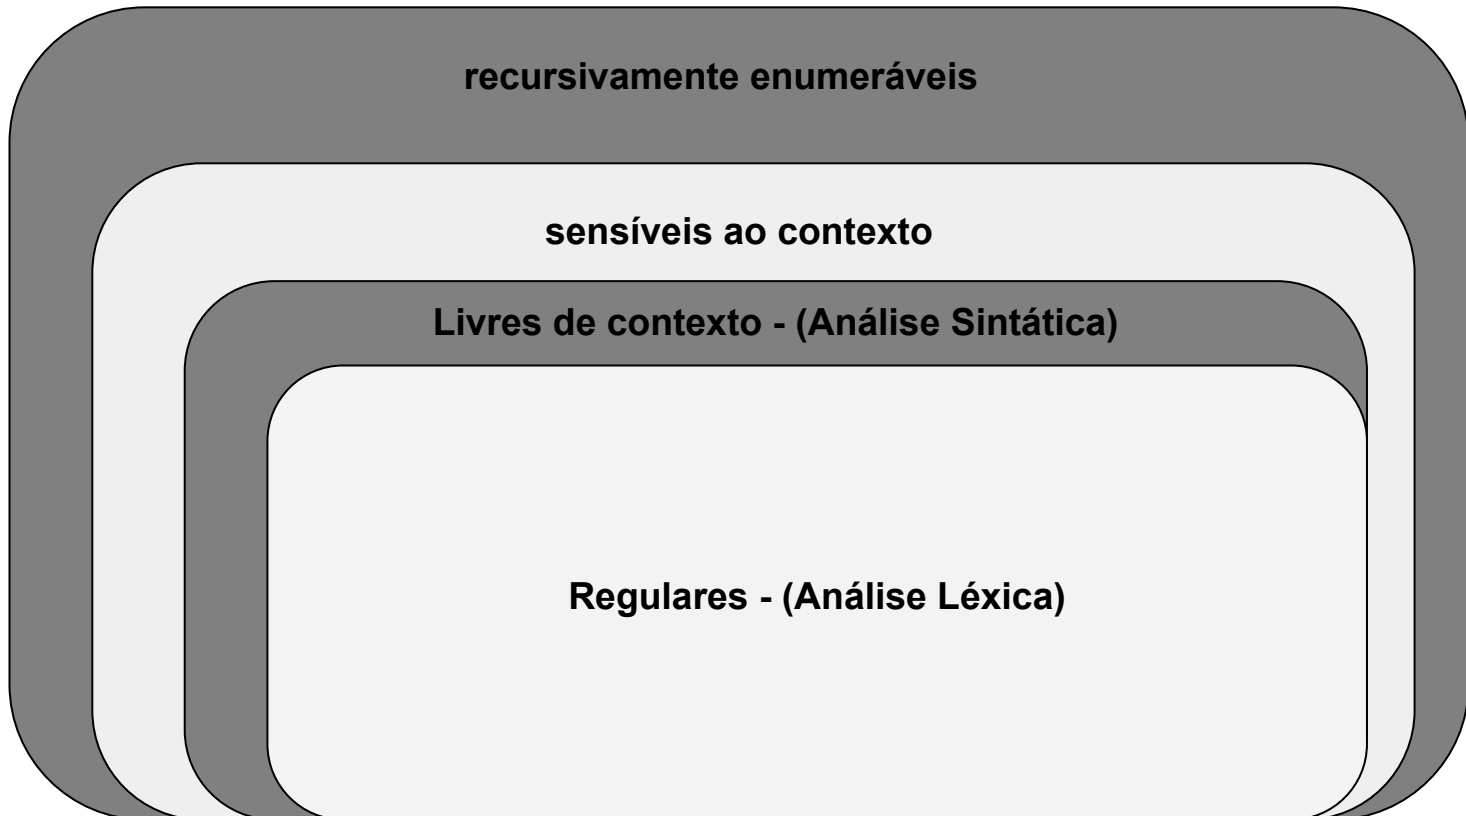 recursivamente enumeráveis
sensíveis ao contexto
Livres de contexto - (Análise Sintática)
Regulares - (Análise Léxica)